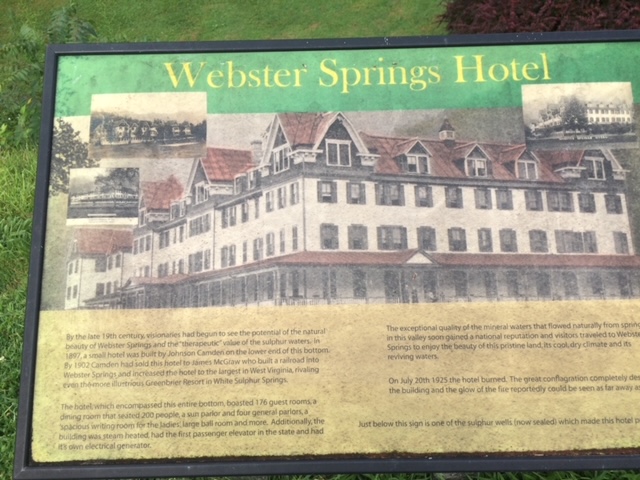 Webster Springs Hotel
By the late 19th century, visionaries had begun to see the potential of the natural
beauty of Webster Springs and the "therapeutic" value of the sulphur waters. In
1897, a small hotel was built by Johnson Camden on the lower end of this bottom.
By 1902 Camden had sold this hotel to James McGraw who built a railroad into
Webster Springs and increased the hotel to the largest in West Virginia, rivaling
even the more illustrious Greenbrier Resort in White Sulphur Springs.
The hotel, which encompassed this entire bottom, boasted 176 guest rooms, a
dining room that seated 200 people, a sun parlor and four general parlors, a
spacious writing room for the ladies, large ball room and more. Additionally, the
building was steam heated, had the first passenger elevator in the state and had
it's own electrical generator.
The exceptional quality of the mineral waters that flowed naturally from
in this valley soon gained a national reputation and visitors traveled to Webster
Springs to enjoy the beauty of this pristine land, its cool, dry climate and its
reviving waters.
On July 20th 1925 the hotel burned. The great conflagration completely
the building and the glow of the fire reportedly could be seen as far away
Just below this sign is one of the sulphur wells (now sealed) which made this hotel